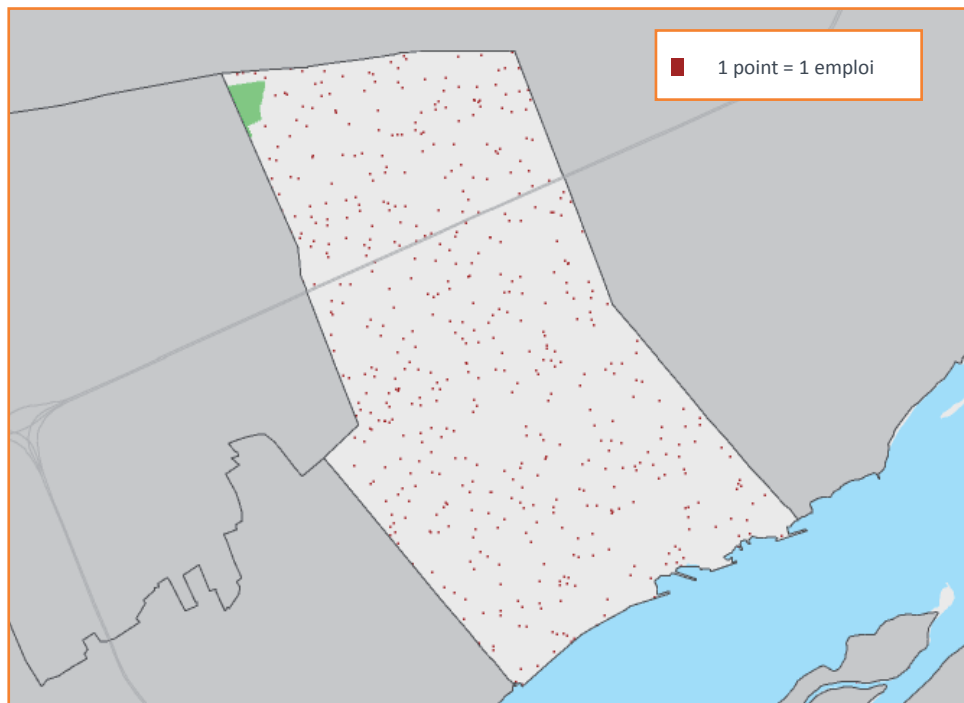 1 point = 1 emploi